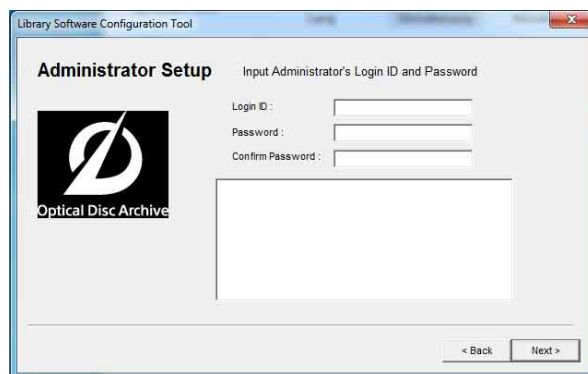 Library Software Configuration Tool
Administrator Setup
Input Administrator's Login ID and Password
Login ID :
Password :
Confirm Password :
Optical Disc Archive
< Back
Next >